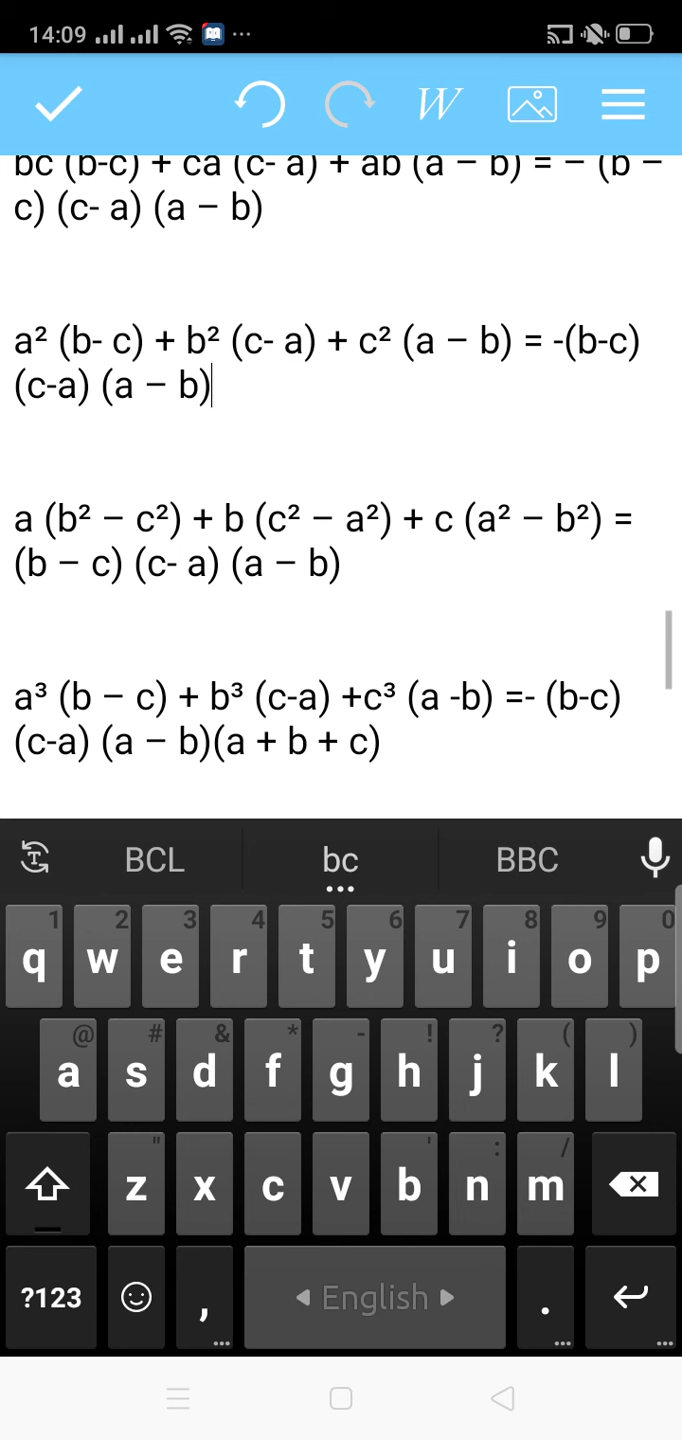 14:09
bc (b-c) + ca (c- a) + ab (a – b) = – (b –
c) (c- a) (a – b)
a² (b- c) + b² (c- a) + c² (a – b) = -(b-c)
(c-a) (a – b)
a (b² – c²) + b (c² – a²) + c (a² – b²) =
(b – c) (c- a) (a – b)
a³ (b – c) + b³ (c-a) +c³ (a -b) =- (b-c)
(c-a) (a – b)(a + b + c)
BCL bc BBC
1 2 3 4 5 6 7 8 9 0
q w e r t y u i o p
@ # & * - ! ? ( )
a s d f g h j k l
" ' : /
z x c v b n m
?123 , English .